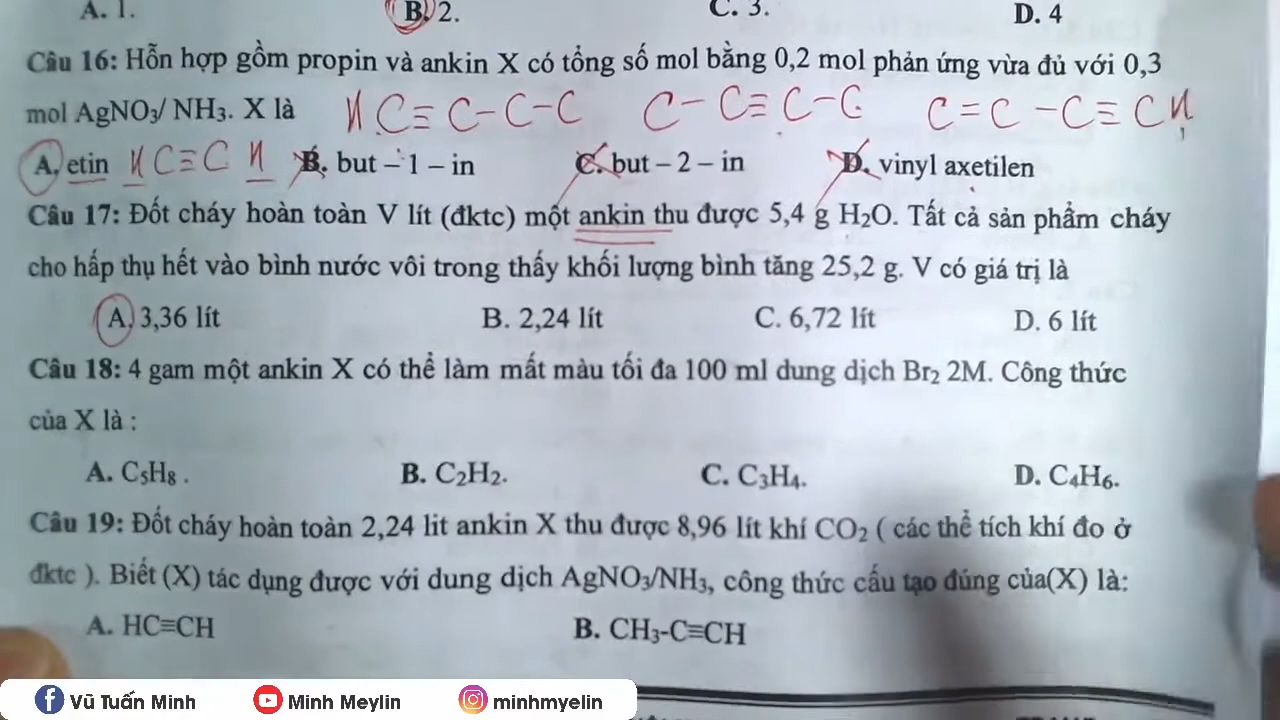 A. 1. B. 2. C. 3. D. 4
Câu 16: Hỗn hợp gồm propin và ankin X có tổng số mol bằng 0,2 mol phản ứng vừa đủ với 0,3
mol AgNO3/ NH3. X là HC≡C-C-C C-C≡C-C C=C-C≡CH
A. etin HC≡CH B. but – 1 – in C. but – 2 – in D. vinyl axetilen
Câu 17: Đốt cháy hoàn toàn V lít (đktc) một ankin thu được 5,4 g H2O. Tất cả sản phẩm cháy
cho hấp thụ hết vào bình nước vôi trong thấy khối lượng bình tăng 25,2 g. V có giá trị là
A. 3,36 lít B. 2,24 lít C. 6,72 lít D. 6 lít
Câu 18: 4 gam một ankin X có thể làm mất màu tối đa 100 ml dung dịch Br2 2M. Công thức
của X là :
A. C5H8 . B. C2H2. C. C3H4. D. C4H6.
Câu 19: Đốt cháy hoàn toàn 2,24 lit ankin X thu được 8,96 lít khí CO2 ( các thể tích khí đo ở
đktc ). Biết (X) tác dụng được với dung dịch AgNO3/NH3, công thức cấu tạo đúng của(X) là:
A. HC≡CH B. CH3-C≡CH
Vũ Tuấn Minh Minh Meylin minhmyelin